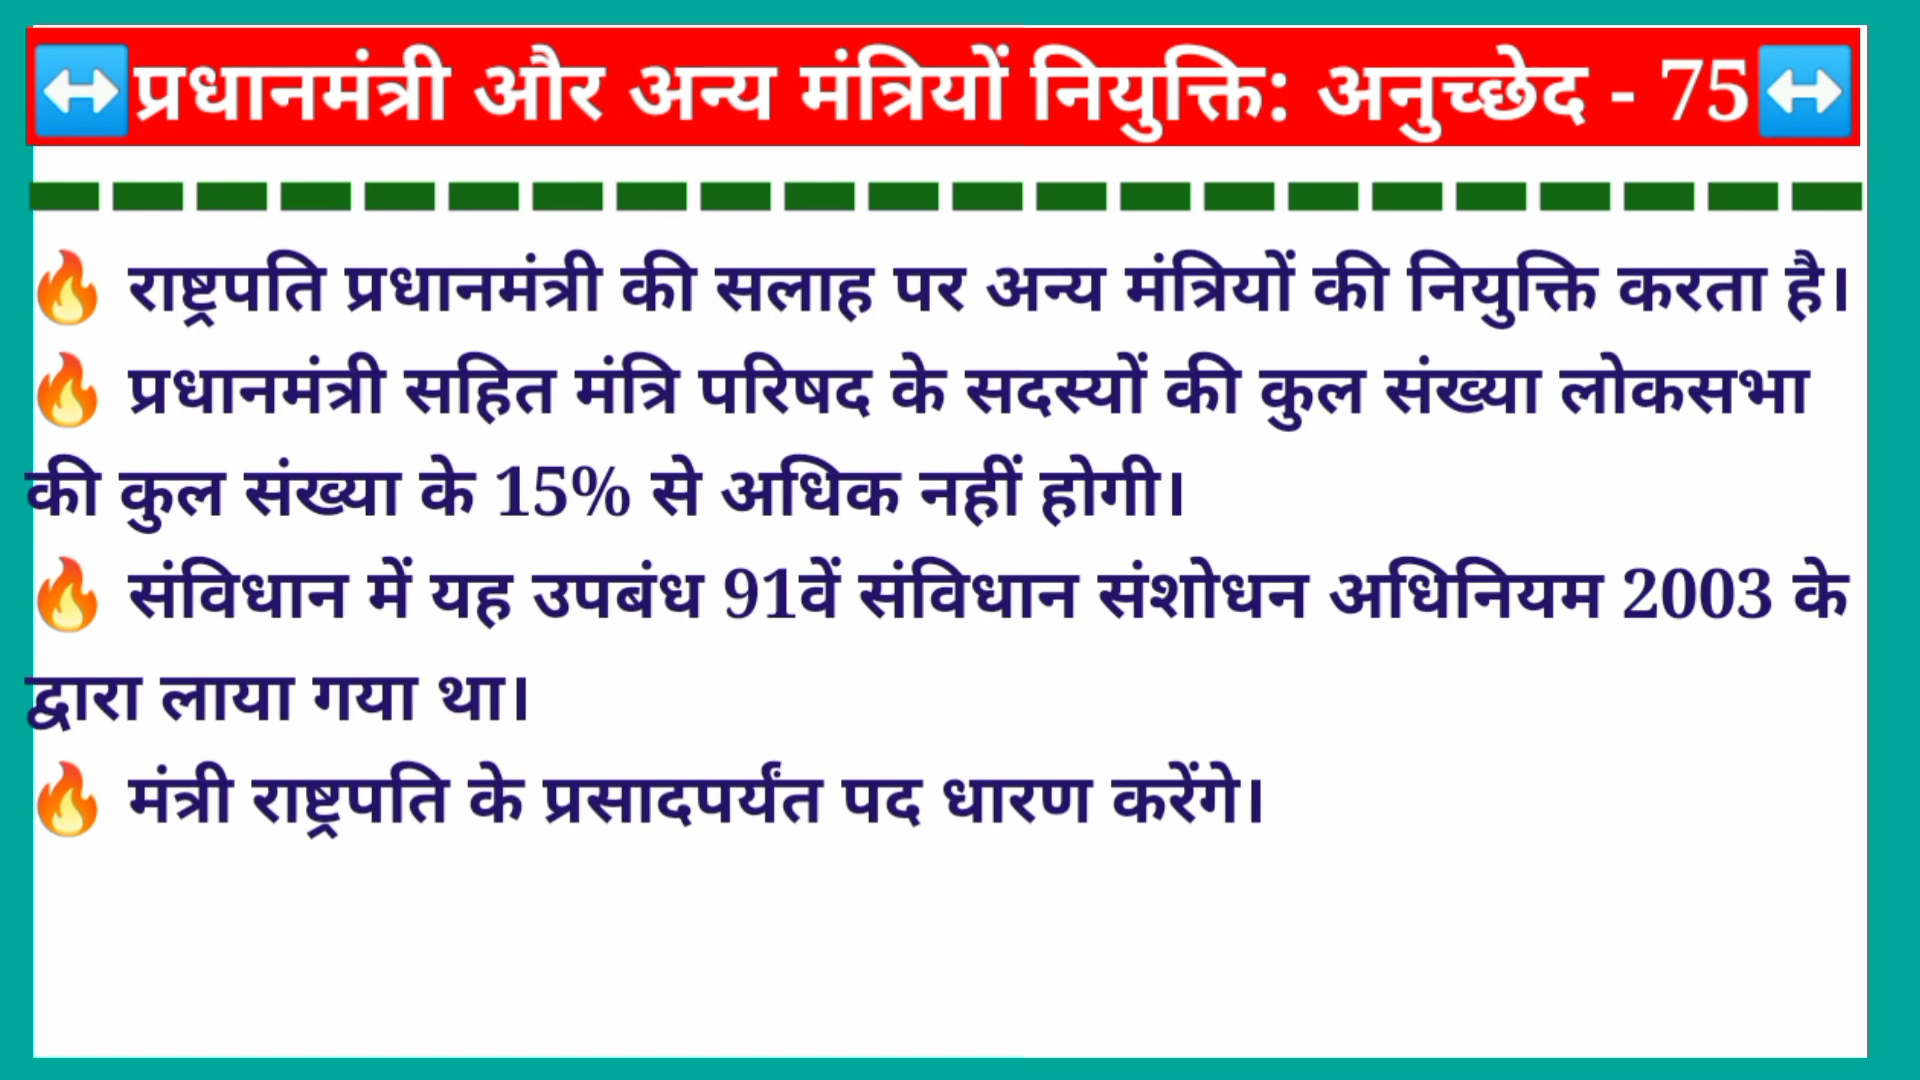 ↔️प्रधानमंत्री और अन्य मंत्रियों नियुक्ति: अनुच्छेद - 75↔️
🔥 राष्ट्रपति प्रधानमंत्री की सलाह पर अन्य मंत्रियों की नियुक्ति करता है।
🔥 प्रधानमंत्री सहित मंत्रि परिषद के सदस्यों की कुल संख्या लोकसभा
की कुल संख्या के 15% से अधिक नहीं होगी।
🔥 संविधान में यह उपबंध 91वें संविधान संशोधन अधिनियम 2003 के
द्वारा लाया गया था।
🔥 मंत्री राष्ट्रपति के प्रसादपर्यंत पद धारण करेंगे।